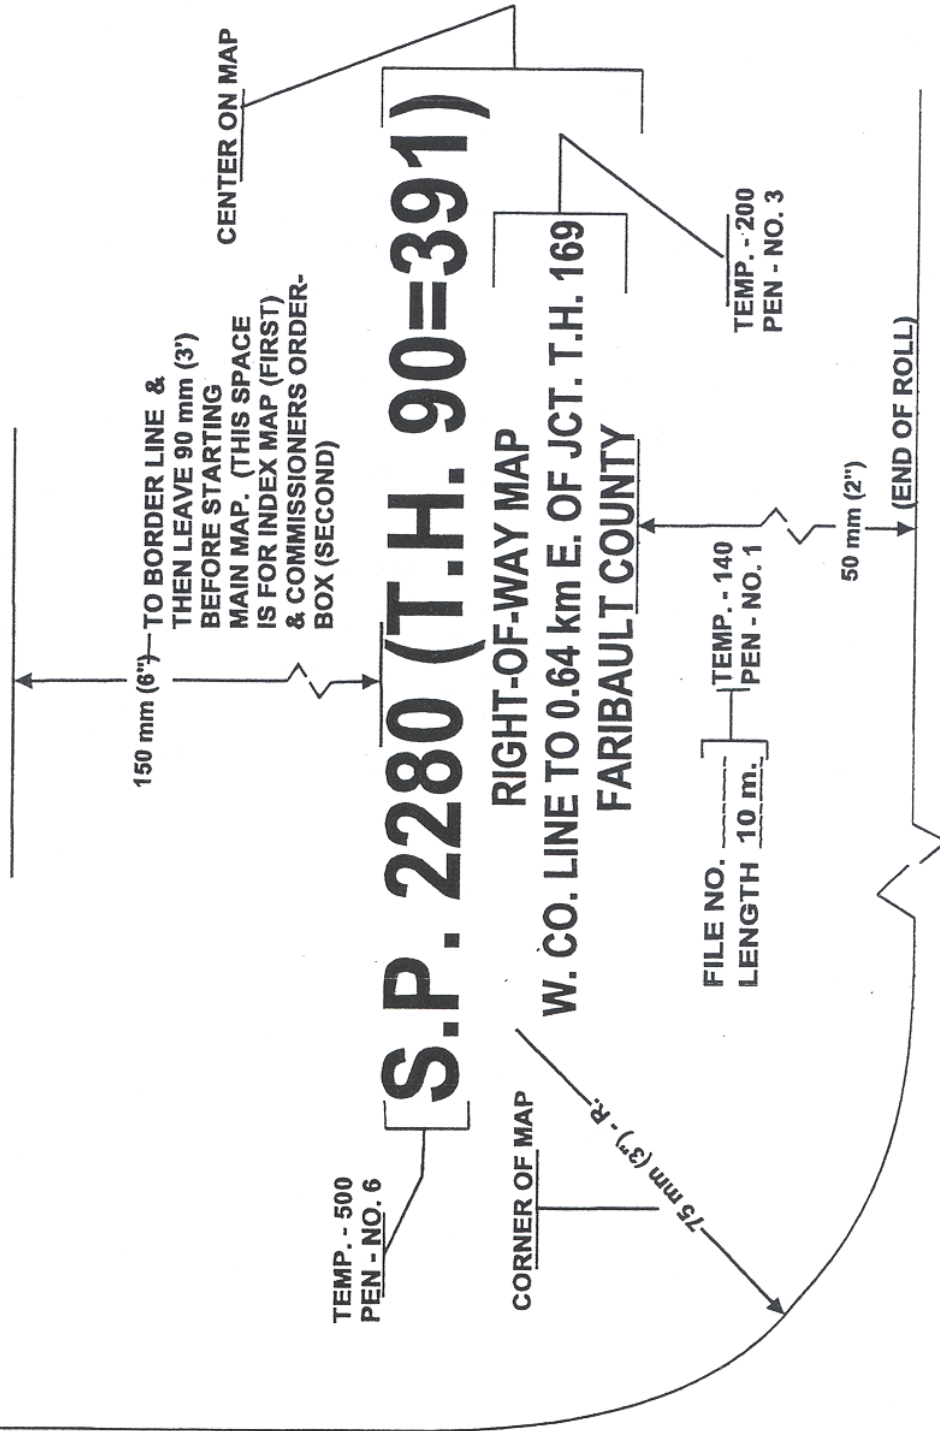 CENTER ON MAP
150 mm (6")
TO BORDER LINE &
THEN LEAVE 90 mm (3')
BEFORE STARTING
MAIN MAP. (THIS SPACE
IS FOR INDEX MAP (FIRST)
& COMMISSIONERS ORDER-
BOX (SECOND)
TEMP. - 500
PEN - NO. 6
S.P. 2280 (T.H. 90=391)
RIGHT-OF-WAY MAP
W. CO. LINE TO 0.64 km E. OF JCT. T.H. 169
FARIBAULT COUNTY
TEMP. - 200
PEN - NO. 3
CORNER OF MAP
75 mm (3") - R.
FILE NO.
LENGTH 10 m.
TEMP. - 140
PEN - NO. 1
50 mm (2")
(END OF ROLL)